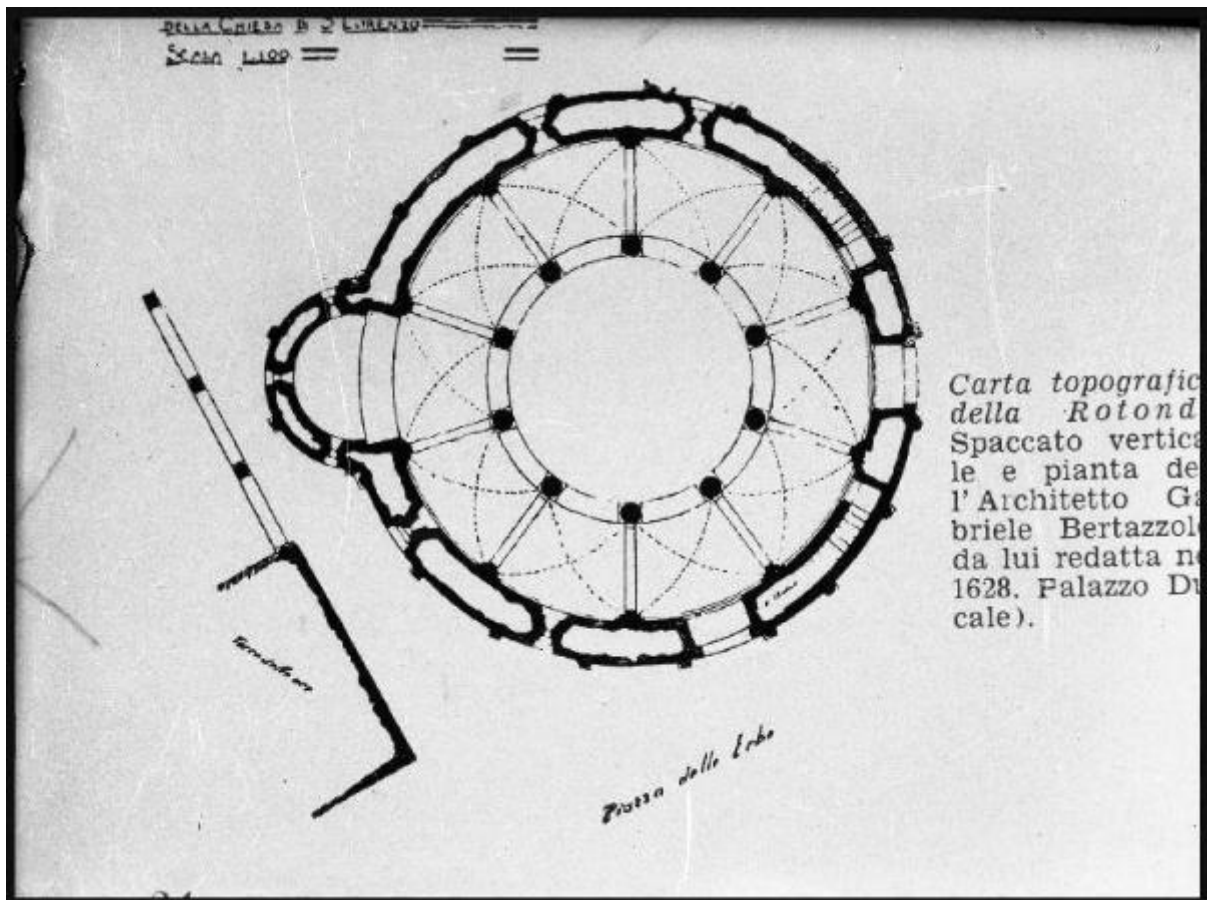 DELLA CHIESA DI S LORENZO
SCALA 1.100
Carta topografic
della Rotond
Spaccato vertica
le e pianta de
l'Architetto Ga
briele Bertazzol
da lui redatta ne
1628. Palazzo Du
cale).
Piazza delle Erbe